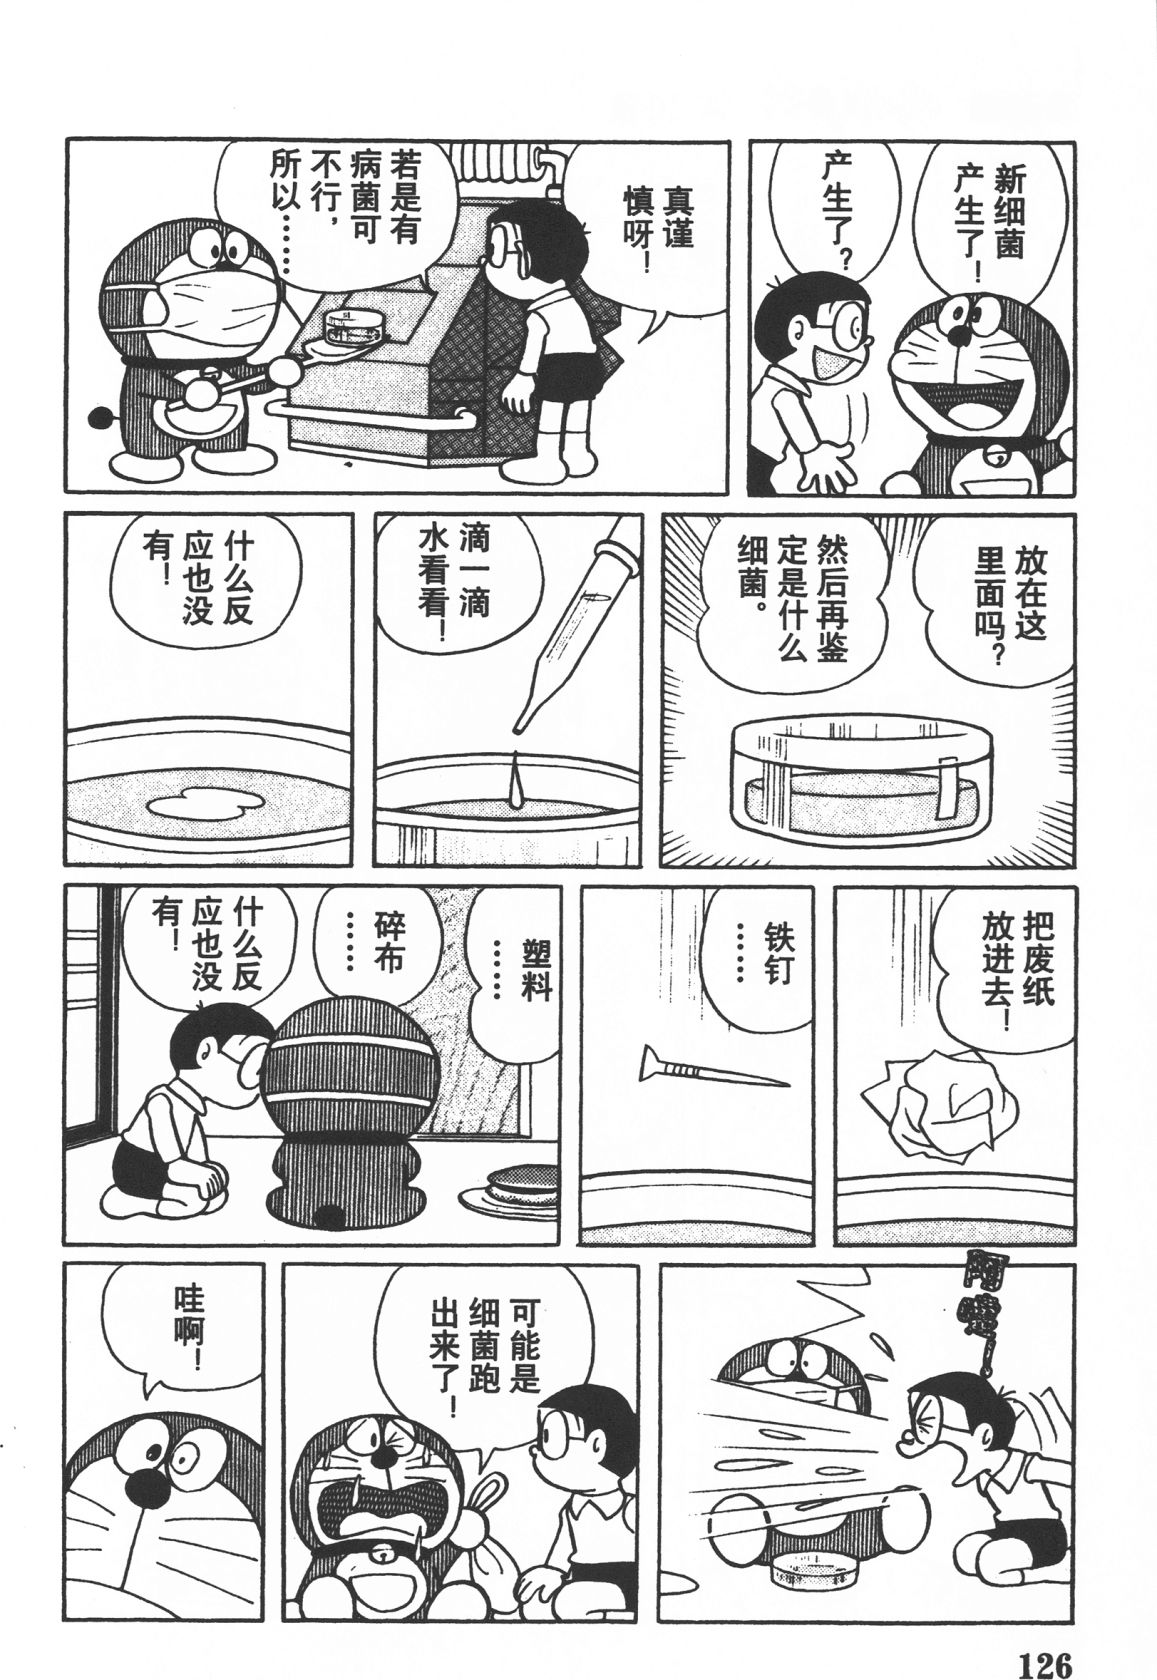 新细菌
产生了！
产生了？
真谨
慎呀！
若是有
病菌可
不行，
所以……
放在这
里面吗？
然后再鉴
定是什么
细菌。
滴一滴
水看看！
什么反
应也没
有！
把废纸
放进去！
铁钉
……
塑料
……
碎布
……
什么反
应也没
有！
阿嚏！
可能是
细菌跑
出来了！
哇啊！
126